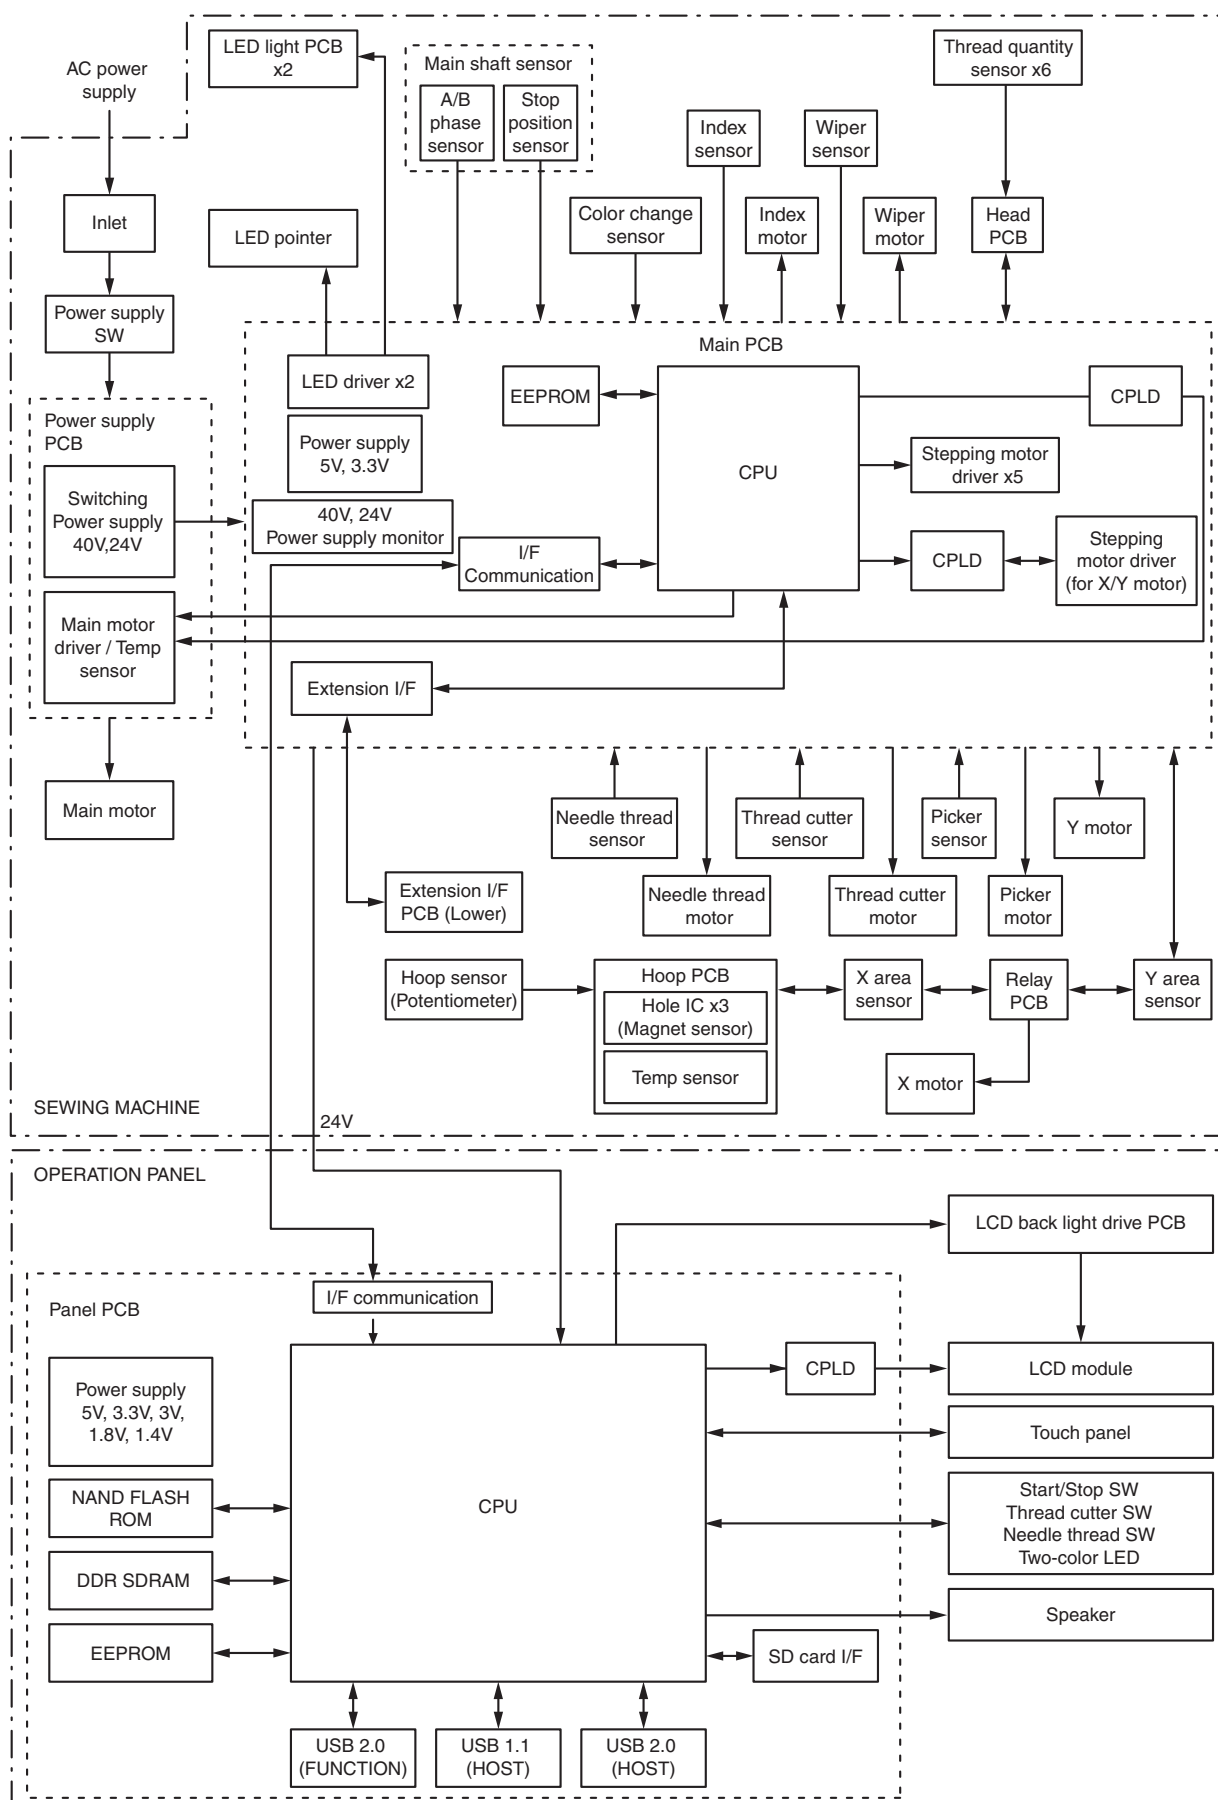 LED light PCB
x2
AC power
supply
Main shaft sensor
A/B
phase
sensor
Stop
position
sensor
Thread quantity
sensor x6
Index
sensor
Wiper
sensor
Inlet
LED pointer
Color change
sensor
Index
motor
Wiper
motor
Head
PCB
Power supply
SW
Main PCB
LED driver x2
EEPROM
CPU
CPLD
Power supply
PCB
Power supply
5V, 3.3V
Stepping motor
driver x5
Switching
Power supply
40V,24V
40V, 24V
Power supply monitor
I/F
Communication
CPLD
Stepping
motor driver
(for X/Y motor)
Main motor
driver / Temp
sensor
Extension I/F
Main motor
Needle thread
sensor
Thread cutter
sensor
Picker
sensor
Y motor
Extension I/F
PCB (Lower)
Needle thread
motor
Thread cutter
motor
Picker
motor
Hoop sensor
(Potentiometer)
Hoop PCB
Hole IC x3
(Magnet sensor)
Temp sensor
X area
sensor
Relay
PCB
Y area
sensor
X motor
SEWING MACHINE
24V
OPERATION PANEL
LCD back light drive PCB
Panel PCB
I/F communication
Power supply
5V, 3.3V, 3V,
1.8V, 1.4V
CPLD
LCD module
Touch panel
NAND FLASH
ROM
CPU
Start/Stop SW
Thread cutter SW
Needle thread SW
Two-color LED
DDR SDRAM
Speaker
EEPROM
SD card I/F
USB 2.0
(FUNCTION)
USB 1.1
(HOST)
USB 2.0
(HOST)